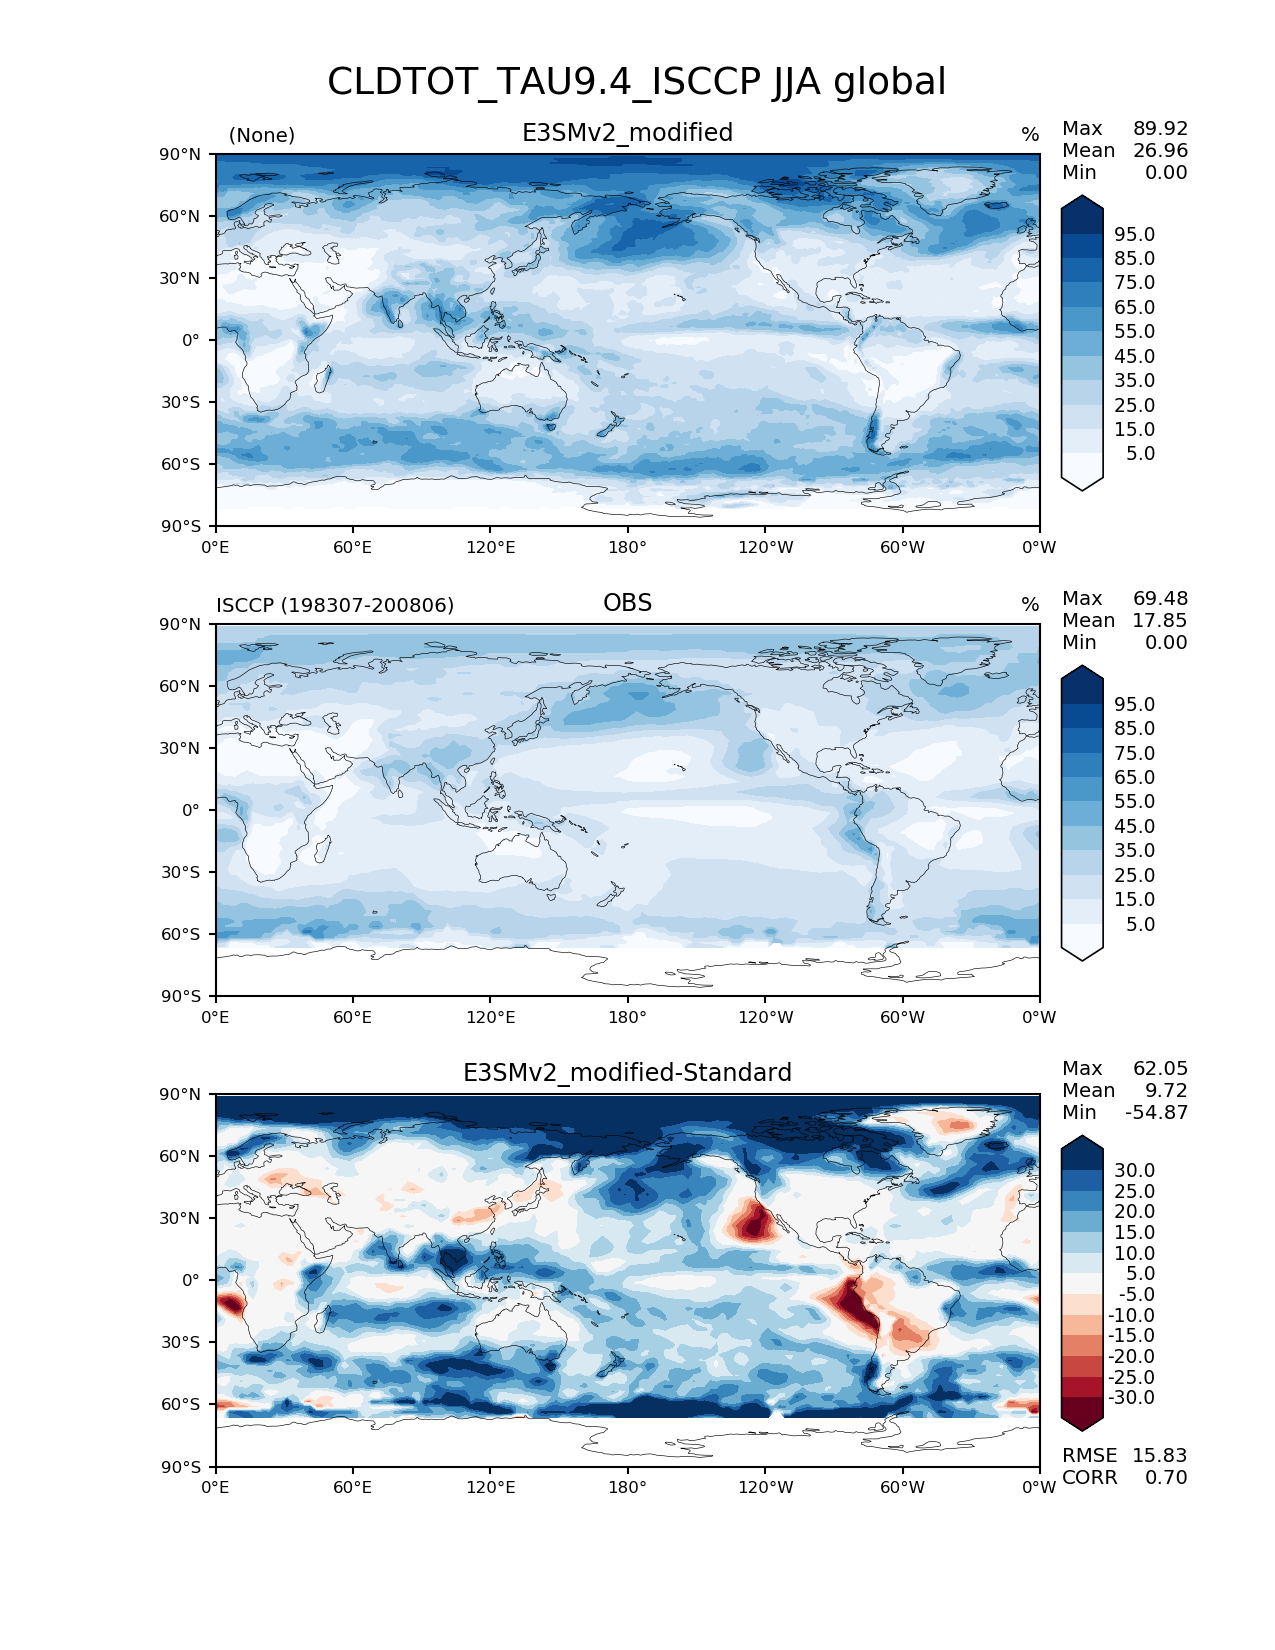 CLDTOT_TAU9.4_ISCCP JJA global
(None) E3SMv2_modified %
Max 89.92
Mean 26.96
Min 0.00
90°N
60°N
30°N
0°
30°S
60°S
90°S
0°E 60°E 120°E 180° 120°W 60°W 0°W
95.0
85.0
75.0
65.0
55.0
45.0
35.0
25.0
15.0
5.0
ISCCP (198307-200806) OBS %
Max 69.48
Mean 17.85
Min 0.00
90°N
60°N
30°N
0°
30°S
60°S
90°S
0°E 60°E 120°E 180° 120°W 60°W 0°W
95.0
85.0
75.0
65.0
55.0
45.0
35.0
25.0
15.0
5.0
E3SMv2_modified-Standard
Max 62.05
Mean 9.72
Min -54.87
90°N
60°N
30°N
0°
30°S
60°S
90°S
0°E 60°E 120°E 180° 120°W 60°W 0°W
30.0
25.0
20.0
15.0
10.0
5.0
-5.0
-10.0
-15.0
-20.0
-25.0
-30.0
RMSE 15.83
CORR 0.70